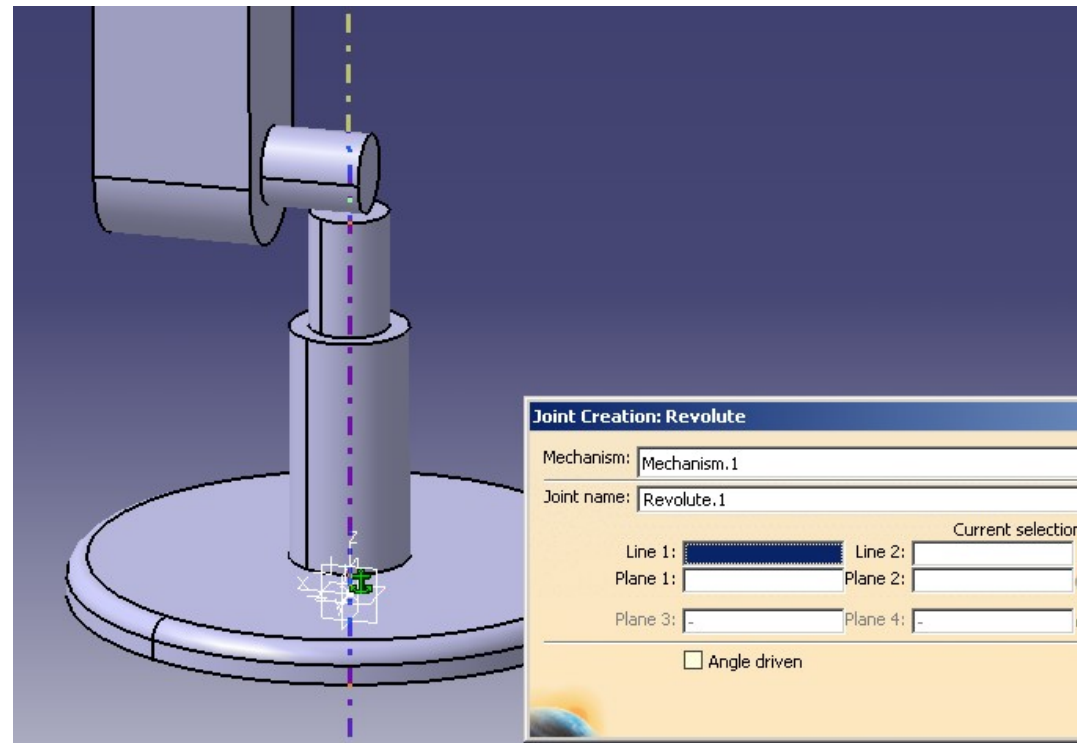 Joint Creation: Revolute
Mechanism: Mechanism.1
Joint name: Revolute.1
Current selection
Line 1: Line 2:
Plane 1: Plane 2:
Plane 3: - Plane 4: -
Angle driven
Z
X